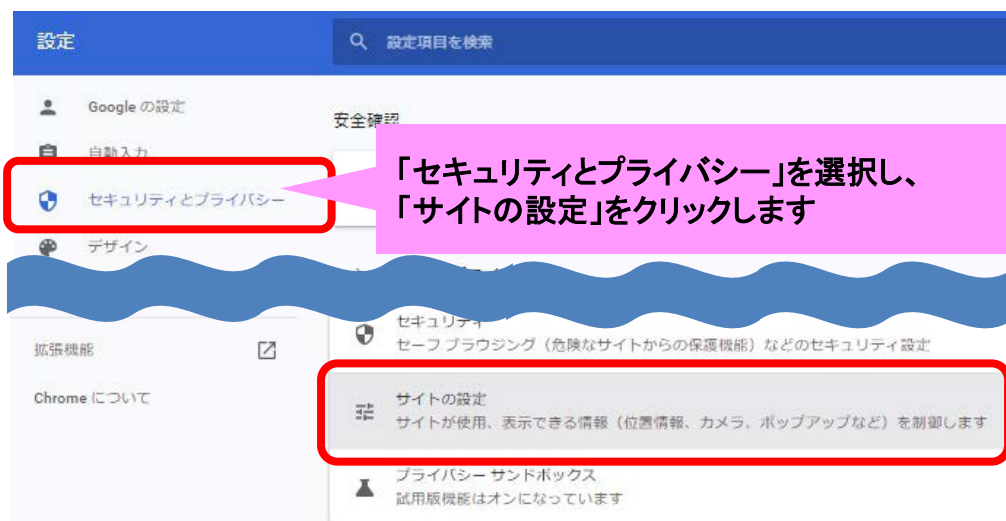 設定
設定項目を検索
Google の設定
自動入力
セキュリティとプライバシー
デザイン
拡張機能
Chrome について
安全確認
「セキュリティとプライバシー」を選択し、
「サイトの設定」をクリックします
セキュリティ
セーフ ブラウジング（危険なサイトからの保護機能）などのセキュリティ設定
サイトの設定
サイトが使用、表示できる情報（位置情報、カメラ、ポップアップなど）を制御します
プライバシー サンドボックス
試用版機能はオンになっています